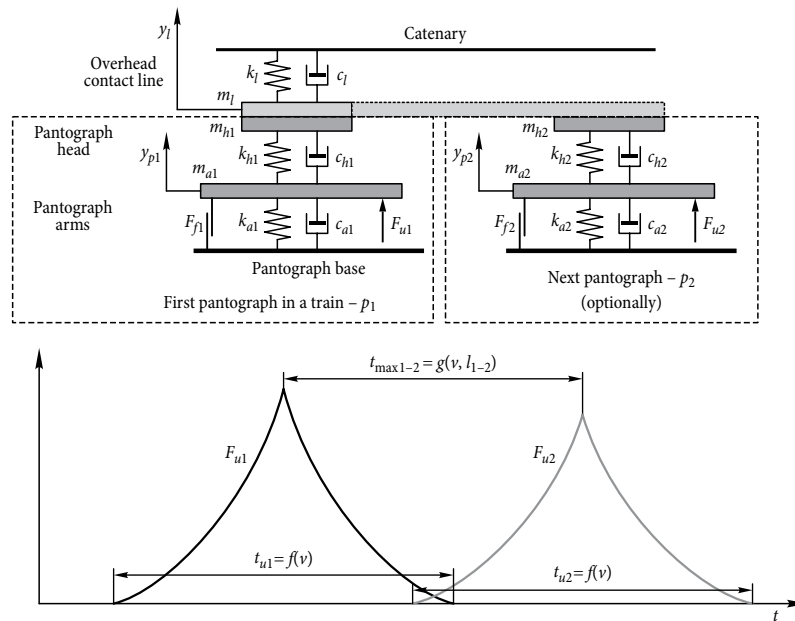 y_l
Catenary
Overhead
contact line
k_l
c_l
m_l
Pantograph
head
m_h1
m_h2
y_p1
k_h1
c_h1
y_p2
k_h2
c_h2
m_a1
m_a2
Pantograph
arms
F_f1
k_a1
c_a1
F_u1
F_f2
k_a2
c_a2
F_u2
Pantograph base
First pantograph in a train – p_1
Next pantograph – p_2
(optionally)
t_max1–2 = g(v, l_1–2)
F_u1
F_u2
t_u1 = f(v)
t_u2 = f(v)
t